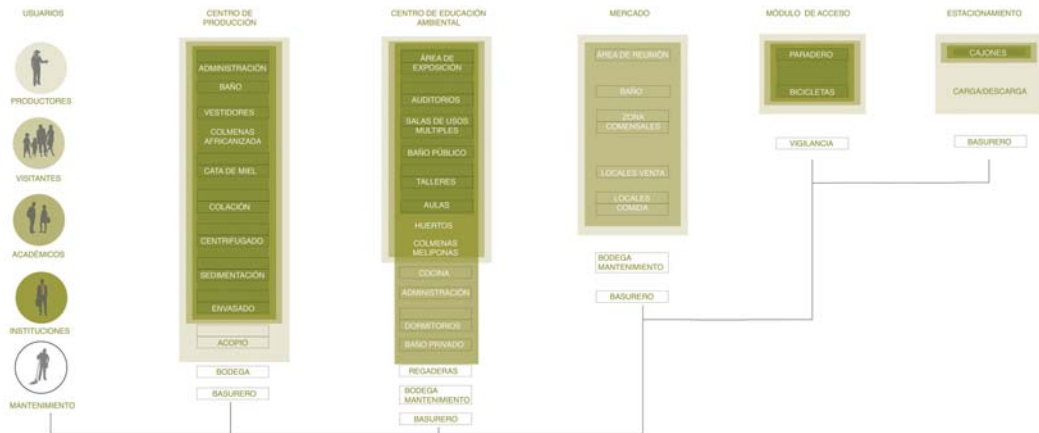 USUARIOS
PRODUCTORES
VISITANTES
ACADÉMICOS
INSTITUCIONES
MANTENIMIENTO
CENTRO DE
PRODUCCIÓN
ADMINISTRACIÓN
BAÑO
VESTIDORES
COLMENAS
AFRICANIZADA
CATA DE MIEL
COLACIÓN
CENTRIFUGADO
SEDIMENTACIÓN
ENVASADO
ACOPIO
BODEGA
BASURERO
CENTRO DE EDUCACIÓN
AMBIENTAL
ÁREA DE
EXPOSICIÓN
AUDITORIOS
SALAS DE USOS
MULTIPLES
BAÑO PÚBLICO
TALLERES
AULAS
HUERTOS
COLMENAS
MELIPONAS
COCINA
ADMINISTRACIÓN
DORMITORIOS
BAÑO PRIVADO
REGADERAS
BODEGA
MANTENIMIENTO
BASURERO
MERCADO
ÁREA DE REUNIÓN
BAÑO
ZONA
COMENSALES
LOCALES VENTA
LOCALES
COMIDA
BODEGA
MANTENIMIENTO
BASURERO
MÓDULO DE ACCESO
PARADERO
BICICLETAS
VIGILANCIA
ESTACIONAMIENTO
CAJONES
CARGA/DESCARGA
BASURERO